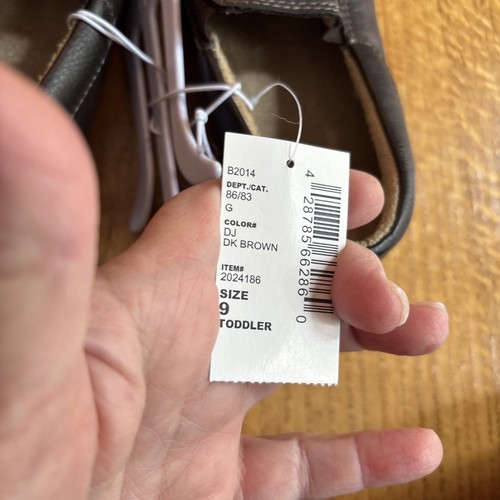 B2014
DEPT./CAT.
86/83
G
COLOR#
DJ
DK BROWN
ITEM#
2024186
SIZE
9
TODDLER
4 28785 66286 0